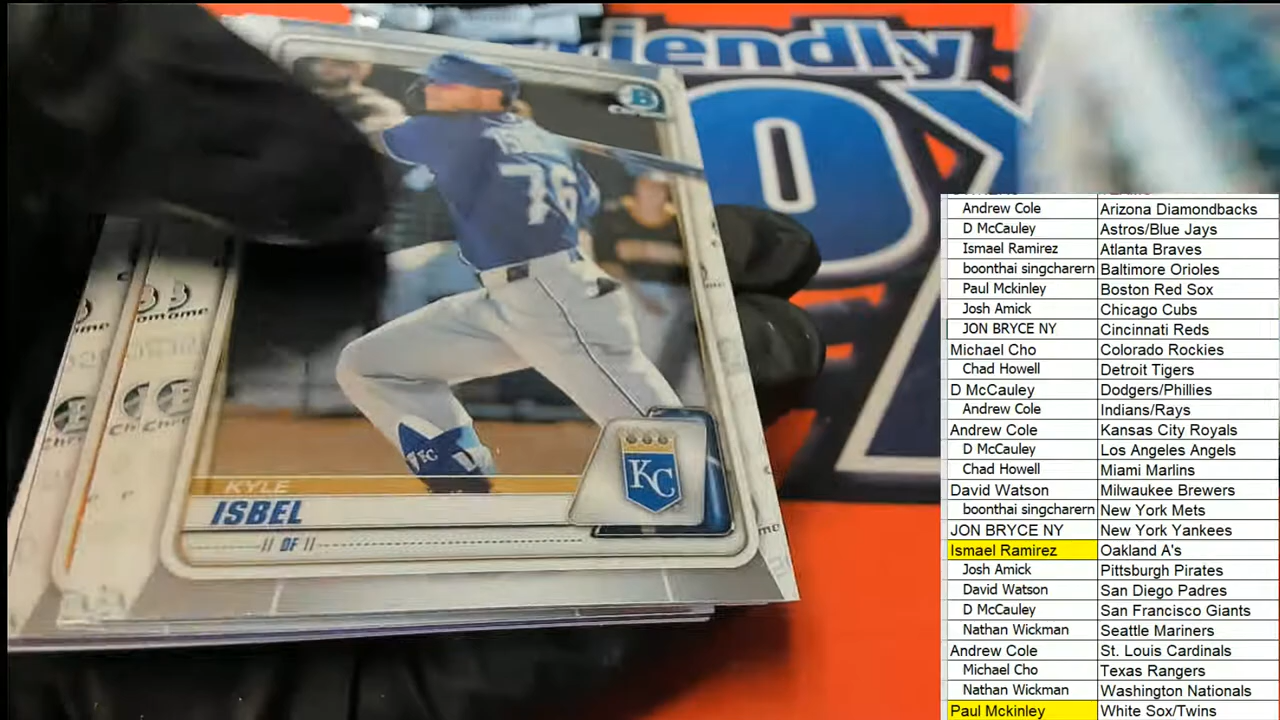 iendly
OX
B
76
KC
KYLE
ISBEL
OF
KC
Andrew Cole Arizona Diamondbacks
D McCauley Astros/Blue Jays
Ismael Ramirez Atlanta Braves
boonthai singcharern Baltimore Orioles
Paul Mckinley Boston Red Sox
Josh Amick Chicago Cubs
JON BRYCE NY Cincinnati Reds
Michael Cho Colorado Rockies
Chad Howell Detroit Tigers
D McCauley Dodgers/Phillies
Andrew Cole Indians/Rays
Andrew Cole Kansas City Royals
D McCauley Los Angeles Angels
Chad Howell Miami Marlins
David Watson Milwaukee Brewers
boonthai singcharern New York Mets
JON BRYCE NY New York Yankees
Ismael Ramirez Oakland A's
Josh Amick Pittsburgh Pirates
David Watson San Diego Padres
D McCauley San Francisco Giants
Nathan Wickman Seattle Mariners
Andrew Cole St. Louis Cardinals
Michael Cho Texas Rangers
Nathan Wickman Washington Nationals
Paul Mckinley White Sox/Twins